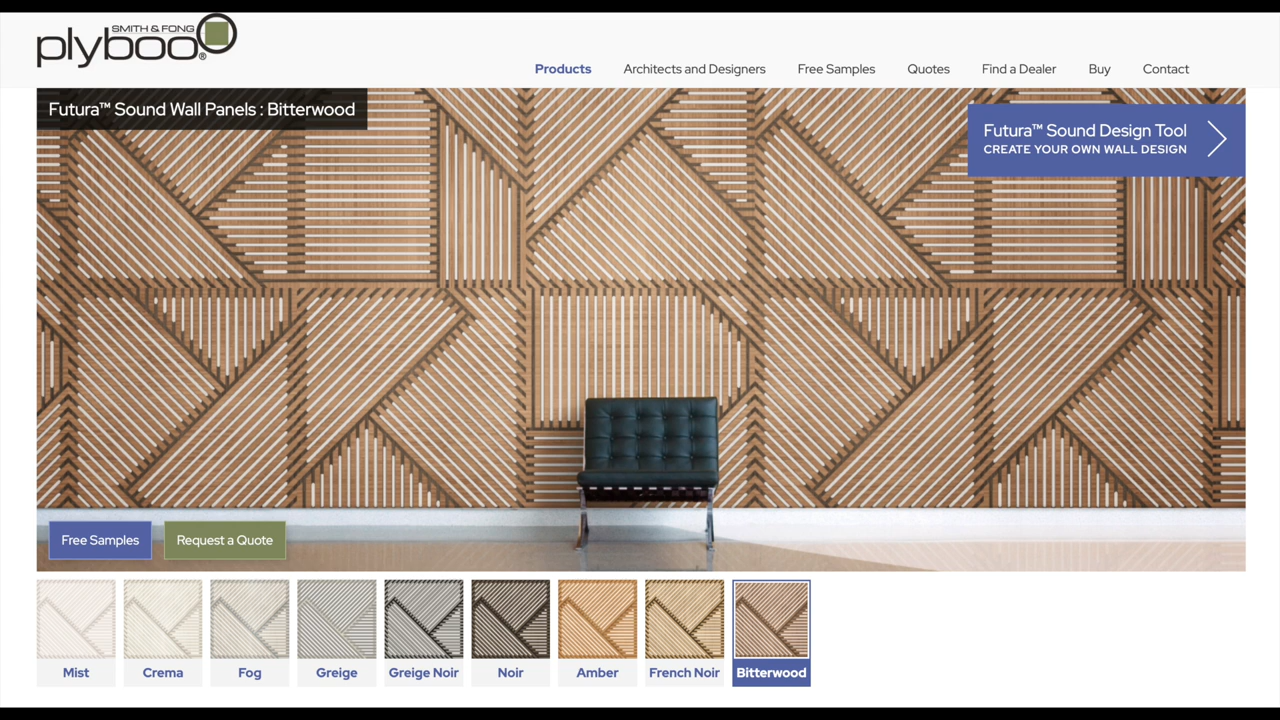 SMITH & FONG
plyboo®
Products
Architects and Designers
Free Samples
Quotes
Find a Dealer
Buy
Contact
Futura™ Sound Wall Panels : Bitterwood
Futura™ Sound Design Tool
CREATE YOUR OWN WALL DESIGN
Free Samples
Request a Quote
Mist
Crema
Fog
Greige
Greige Noir
Noir
Amber
French Noir
Bitterwood